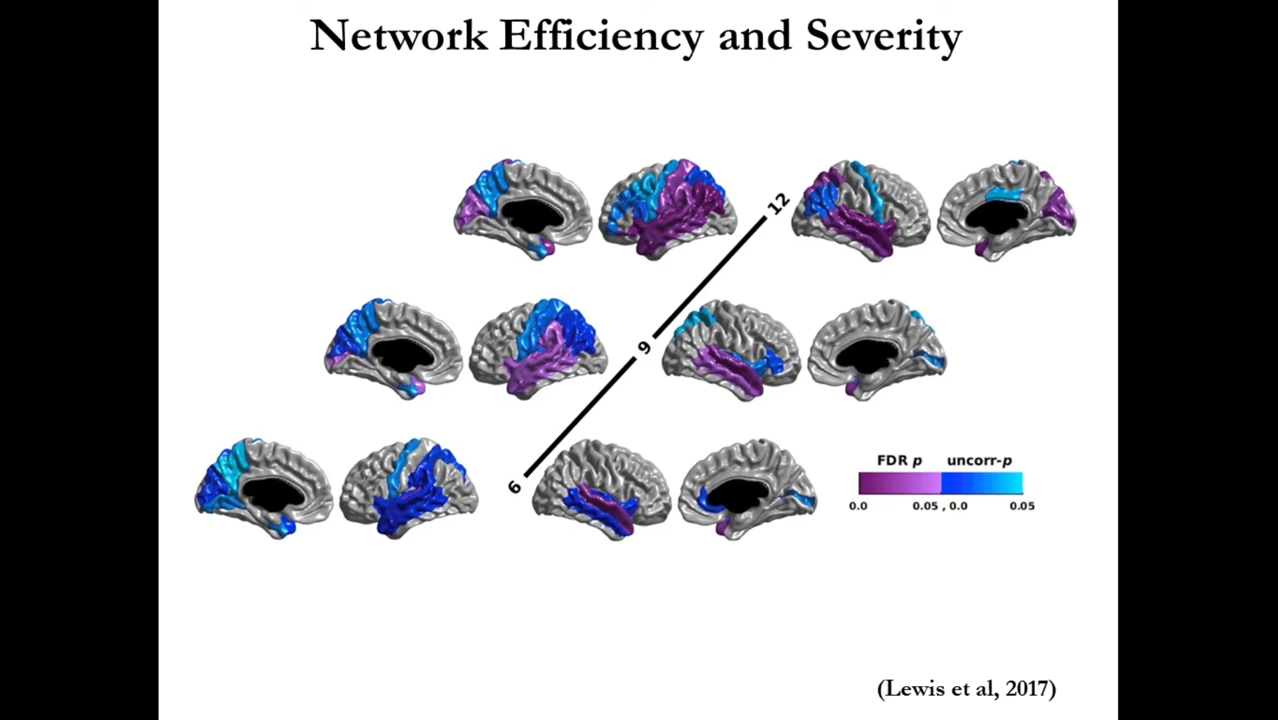 Network Efficiency and Severity
12
9
6
FDR p uncorr-p
0.0 0.05 , 0.0 0.05
(Lewis et al, 2017)